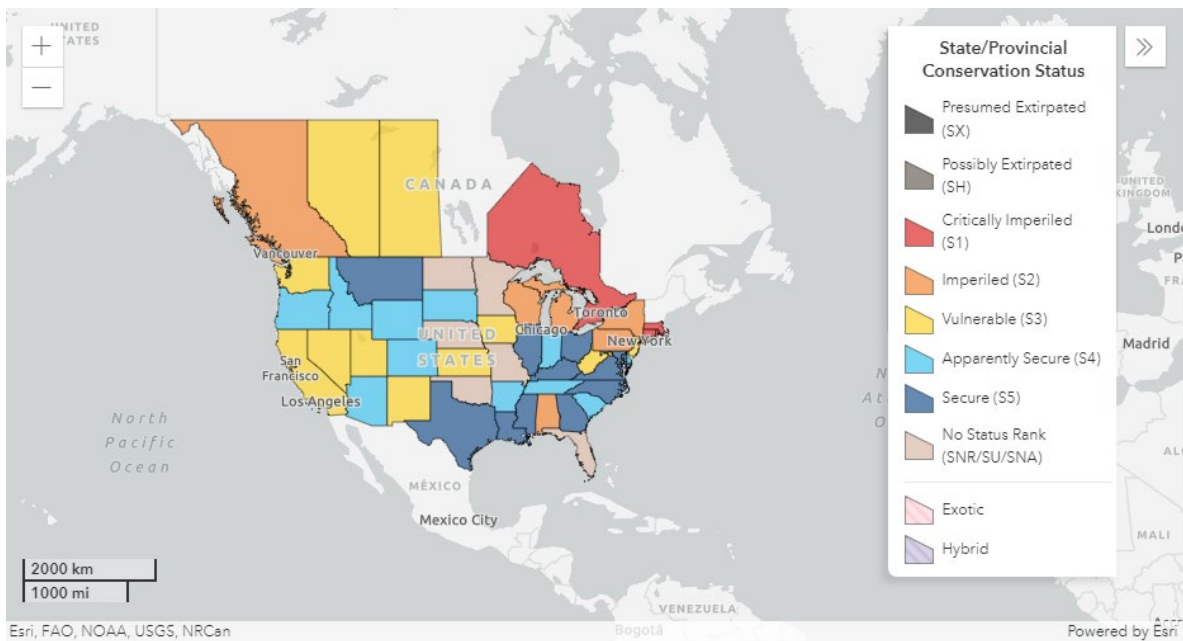 UNITED
STATES
+
−
CANADA
Vancouver
Toronto
Chicago
New York
UNITED
STATES
San
Francisco
Los Angeles
North
Pacific
Ocean
MÉXICO
Mexico City
VENEZUELA
Bogotá
UNITED
KINGDOM
Madrid
MALI
State/Provincial
Conservation Status
Presumed Extirpated
(SX)
Possibly Extirpated
(SH)
Critically Imperiled
(S1)
Imperiled (S2)
Vulnerable (S3)
Apparently Secure (S4)
Secure (S5)
No Status Rank
(SNR/SU/SNA)
Exotic
Hybrid
2000 km
1000 mi
Esri, FAO, NOAA, USGS, NRCan
Powered by Esri